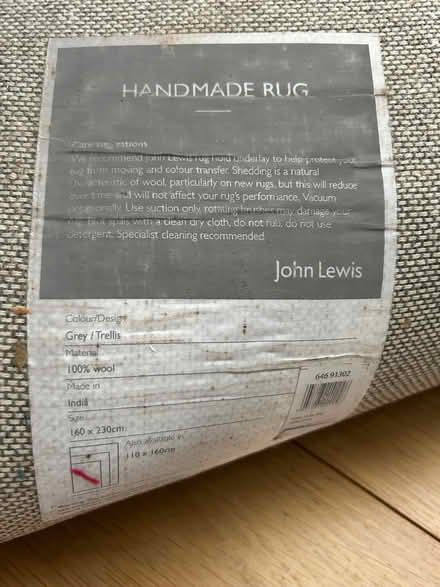 HANDMADE RUG
Care
We recommend John Lewis rug hold underlay to help protect your
rug from moving and colour transfer. Shedding is a natural
characteristic of wool, particularly on new rugs, but this will reduce
over time and will not affect your rug's performance. Vacuum
occasionally. Use suction only, rotating brushes may damage your
rug. Blot spills with a clean dry cloth, do not rub, do not use
detergent. Specialist cleaning recommended.
John Lewis
Colour/Design
Grey / Trellis
Material
100% wool
Made in
India
Size
160 x 230cm
Also available in
110 x 160cm
646 91302